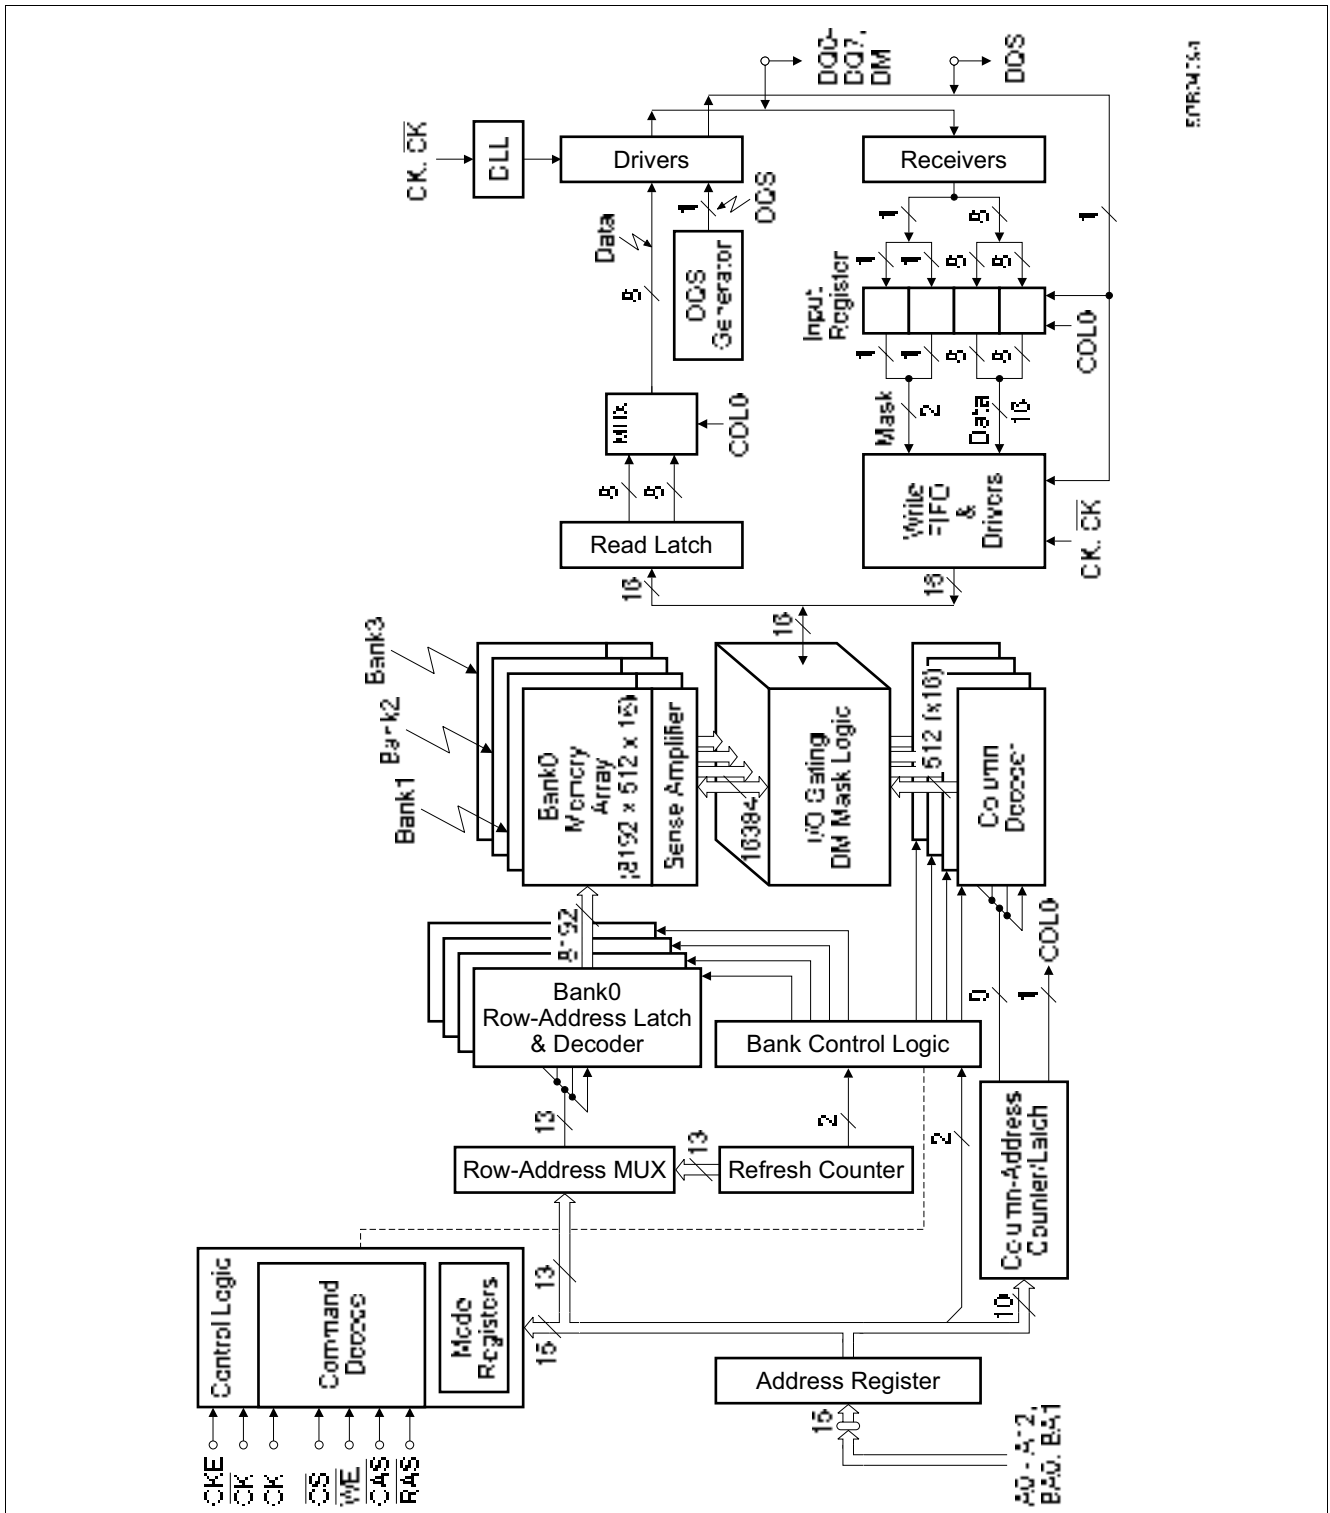 DQ0-
DQ7,
DM
DQS
CK, CK
DLL
Drivers
Receivers
Data
1
DQS
8
DQS
Generator
1
8
1
1
1
8
8
Input
Register
COL0
1
1
8
8
MUX
COL0
Mask
2
Data
16
8
8
Write
FIFO
&
Drivers
CK, CK
Read Latch
16
16
16
Bank3
Bank2
Bank1
Bank0
Memory
Array
(8192 x 512 x 16)
Sense Amplifier
16384
I/O Gating
DM Mask Logic
512 (x16)
Column
Decoder
8192
Bank0
Row-Address Latch
& Decoder
Bank Control Logic
9
1
COL0
13
2
2
Row-Address MUX
13
Refresh Counter
Column-Address
Counter/Latch
Control Logic
Command
Decode
Mode
Registers
13
15
10
Address Register
15
CKE
CK
CK
CS
WE
CAS
RAS
A0 - A12,
BA0, BA1